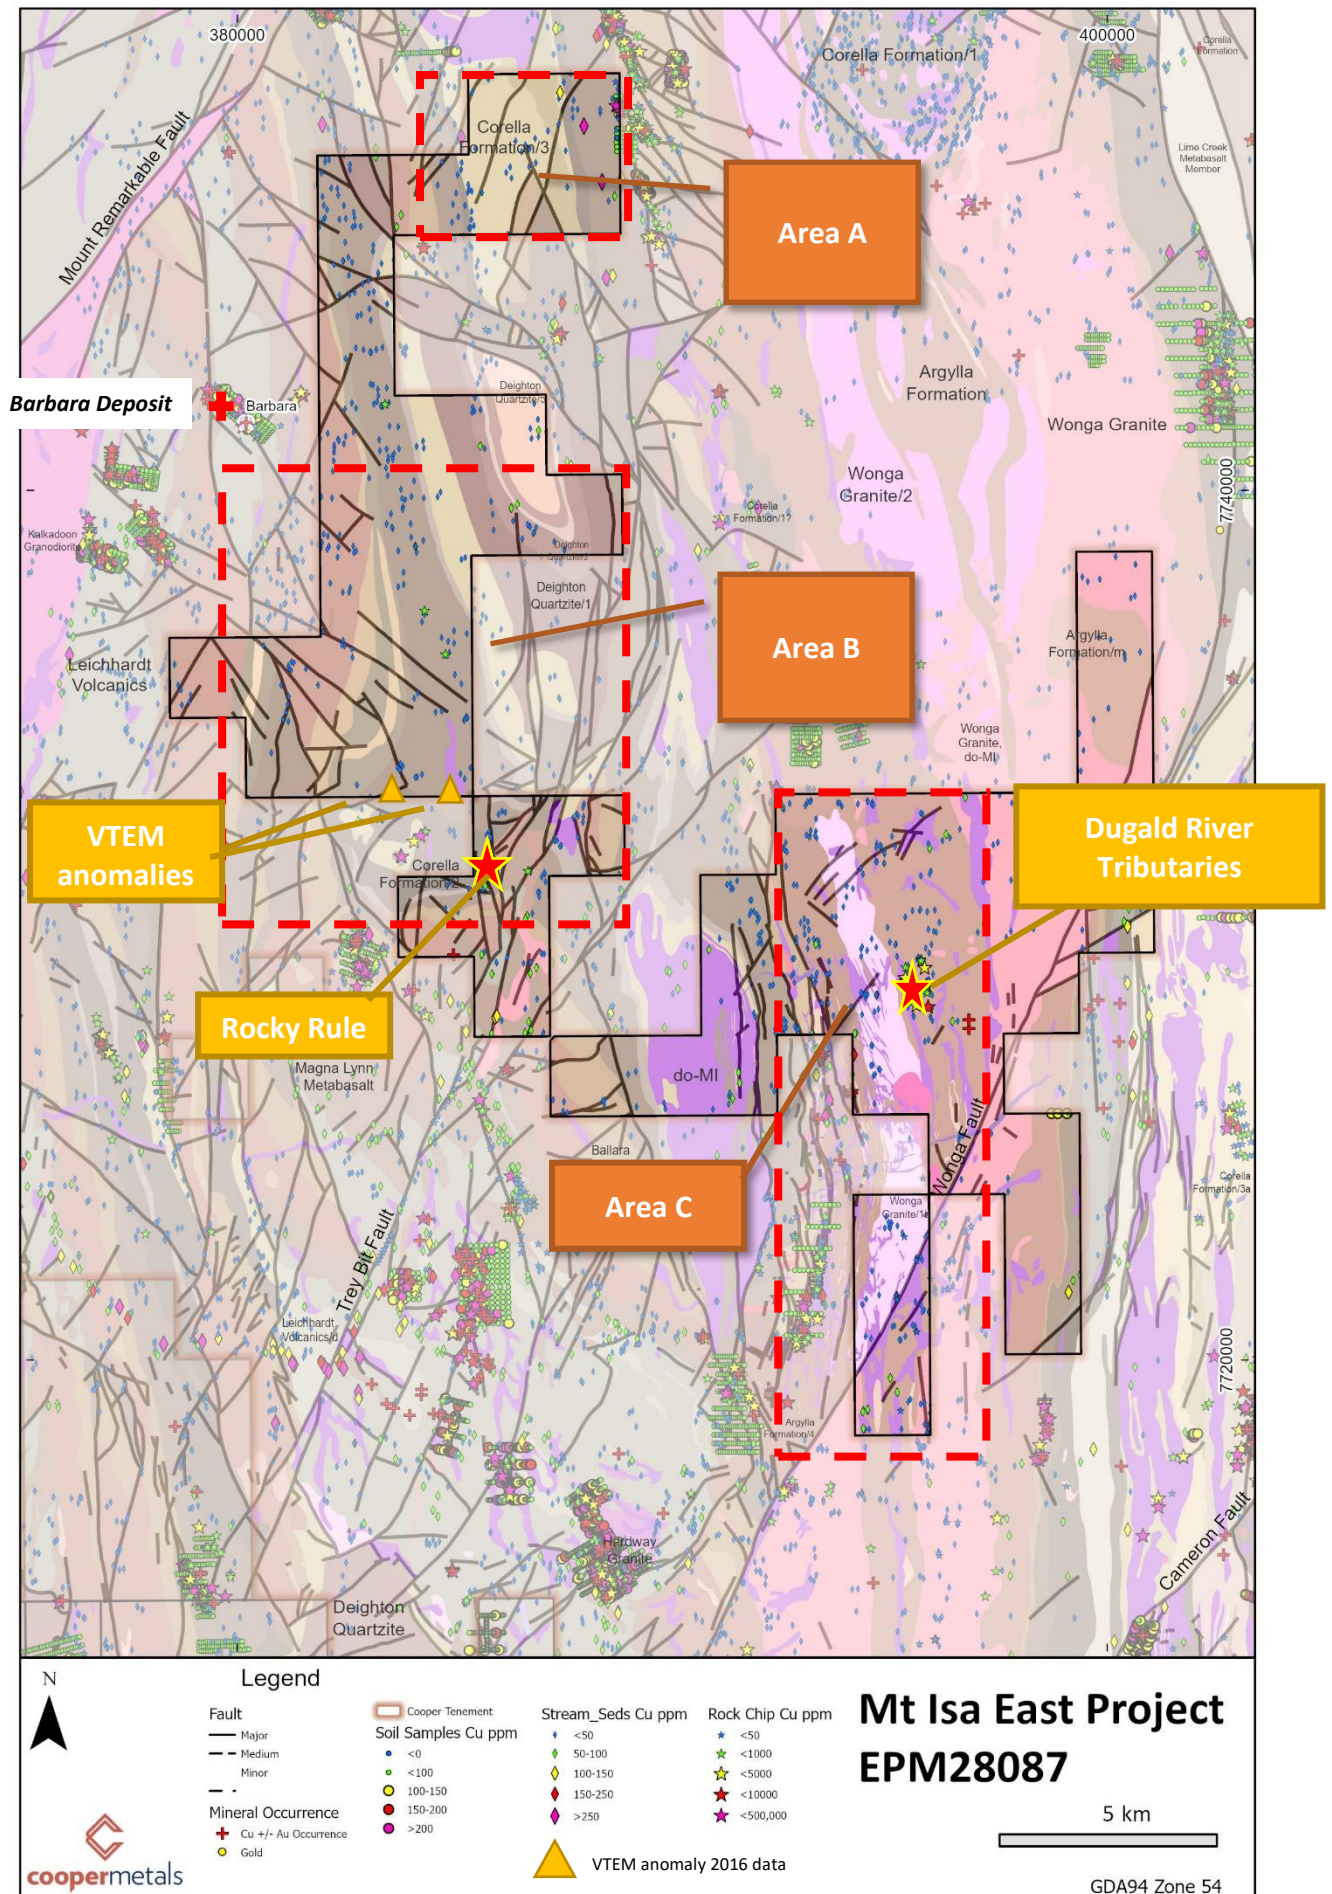 380000
400000
Corella Formation/1
Corella
Formation
Corella
Formation/3
Mount Remarkable Fault
Lime Creek
Metabasalt
Member
Area A
Argylla
Formation
Deighton
Quartzite/5
Barbara Deposit
Barbara
Wonga Granite
Wonga
Granite/2
7740000
Corella
Formation/1?
Kalkadoon
Granodiorite
Deighton
Quartzite/2
Deighton
Quartzite/1
Area B
Argylla
Formation/m
Leichhardt
Volcanics
Wonga
Granite,
do-MI
VTEM
anomalies
Dugald River
Tributaries
Corella
Formation/2
Rocky Rule
Magna Lynn
Metabasalt
do-MI
Wonga Fault
Ballara
Area C
Corella
Formation/3a
Wonga
Granite/1b
Trey Bit Fault
Leichhardt
Volcanics/d
7720000
Argylla
Formation/4
Hardway
Granite
Cameron Fault
Deighton
Quartzite
N
Legend
Fault
Major
Medium
Minor
Mineral Occurrence
Cu +/- Au Occurrence
Gold
Cooper Tenement
Soil Samples Cu ppm
<0
<100
100-150
150-200
>200
Stream_Seds Cu ppm
<50
50-100
100-150
150-250
>250
Rock Chip Cu ppm
<50
<1000
<5000
<10000
<500,000
VTEM anomaly 2016 data
Mt Isa East Project
EPM28087
5 km
GDA94 Zone 54
coopermetals